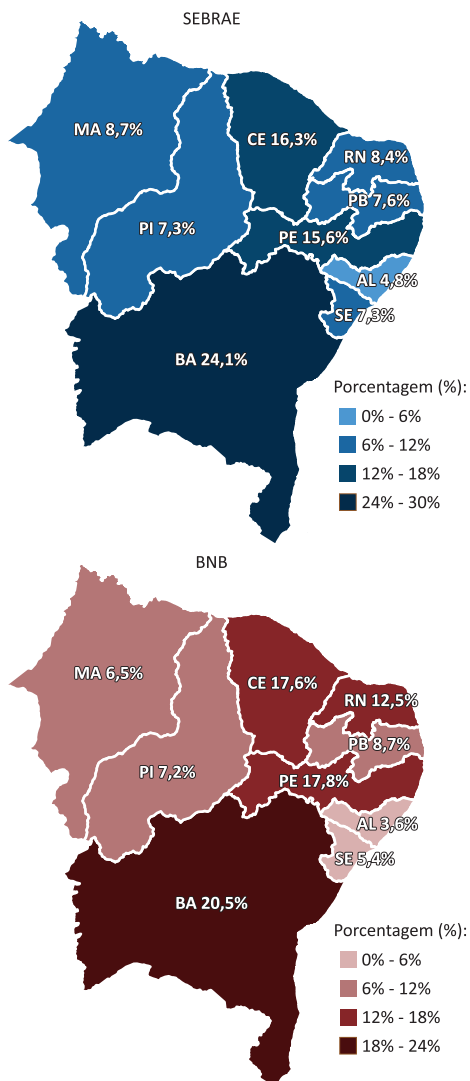 SEBRAE
MA 8,7%
CE 16,3%
RN 8,4%
PB 7,6%
PI 7,3%
PE 15,6%
AL 4,8%
SE 7,3%
BA 24,1%
Porcentagem (%):
0% - 6%
6% - 12%
12% - 18%
24% - 30%
BNB
MA 6,5%
CE 17,6%
RN 12,5%
PB 8,7%
PI 7,2%
PE 17,8%
AL 3,6%
SE 5,4%
BA 20,5%
Porcentagem (%):
0% - 6%
6% - 12%
12% - 18%
18% - 24%